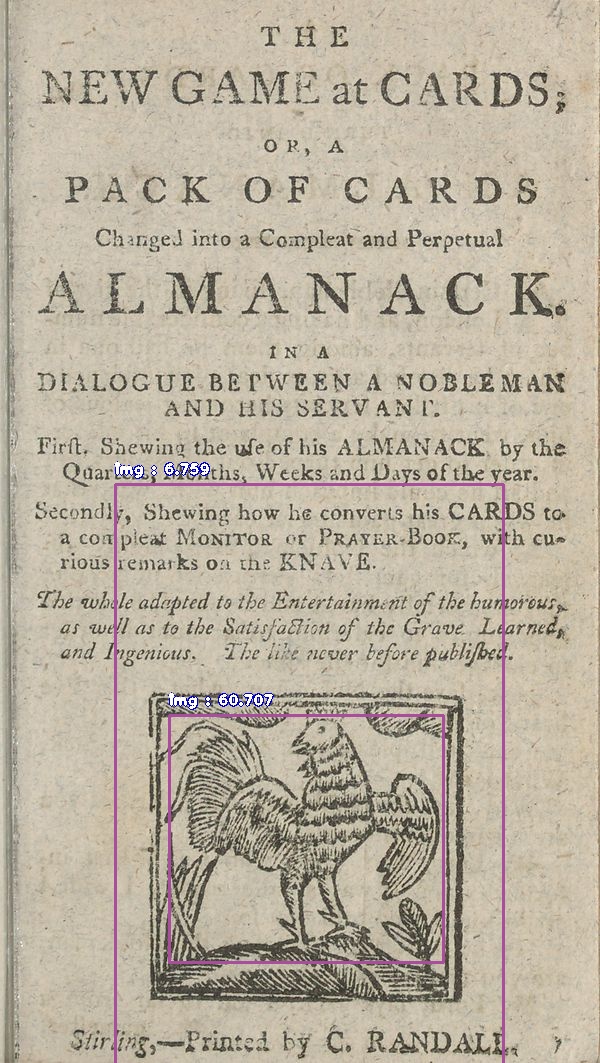 4
THE
NEW GAME at CARDS;
OR, A
PACK OF CARDS
Changed into a Compleat and Perpetual
ALMANACK.
IN A
DIALOGUE BETWEEN A NOBLEMAN
AND HIS SERVANT.
Firſt, Shewing the uſe of his ALMANACK by the
Quarters, Months, Weeks and Days of the year.
img : 6.759
Secondly, Shewing how he converts his CARDS to
a compleat MONITOR or PRAYER-BOOK, with cu-
rious remarks on the KNAVE.
The whole adapted to the Entertainment of the humorous,
as well as to the Satisfaction of the Grave Learned,
and Ingenious. The like never before publiſhed.
img : 60.707
Stirling,—Printed by C. RANDALL.